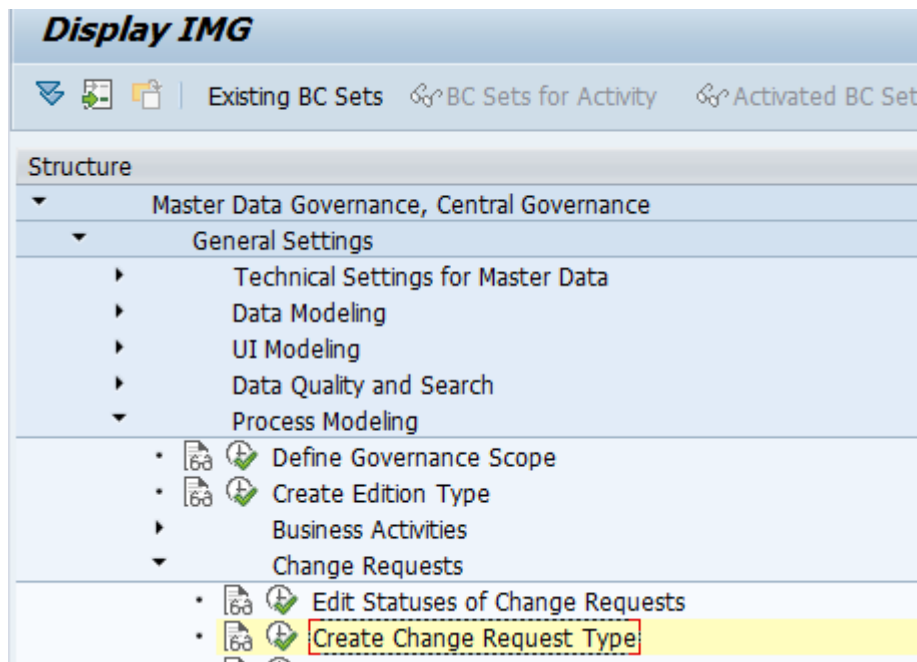 Display IMG
Existing BC Sets BC Sets for Activity Activated BC Set
Structure
Master Data Governance, Central Governance
General Settings
Technical Settings for Master Data
Data Modeling
UI Modeling
Data Quality and Search
Process Modeling
Define Governance Scope
Create Edition Type
Business Activities
Change Requests
Edit Statuses of Change Requests
Create Change Request Type